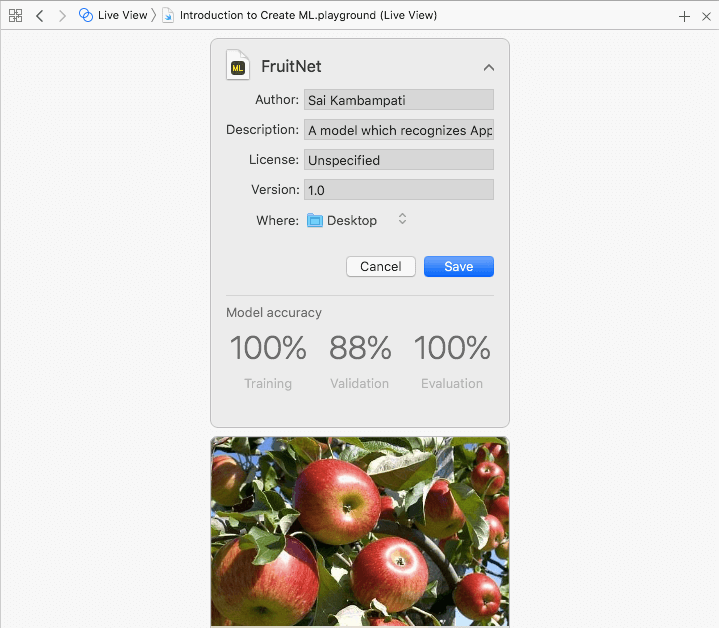 Live View
Introduction to Create ML.playground (Live View)
ML
FruitNet
Author: Sai Kambampati
Description: A model which recognizes App
License: Unspecified
Version: 1.0
Where: Desktop
Cancel Save
Model accuracy
100% 88% 100%
Training Validation Evaluation